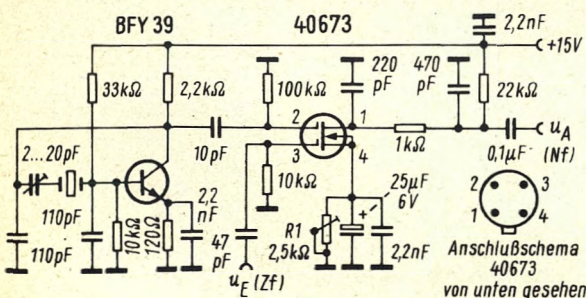 BFY 39
40673
2,2nF
+15V
33kΩ
2,2kΩ
100kΩ
220
pF
470
pF
22kΩ
2
1
3
4
10pF
1kΩ
0,1µF
uA
(Nf)
2...20pF
10kΩ
25µF
6V
2
3
1
4
110pF
110pF
10kΩ
120Ω
2,2
nF
47
pF
R1
2,5kΩ
2,2nF
uE (Zf)
Anschlußschema
40673
von unten gesehen